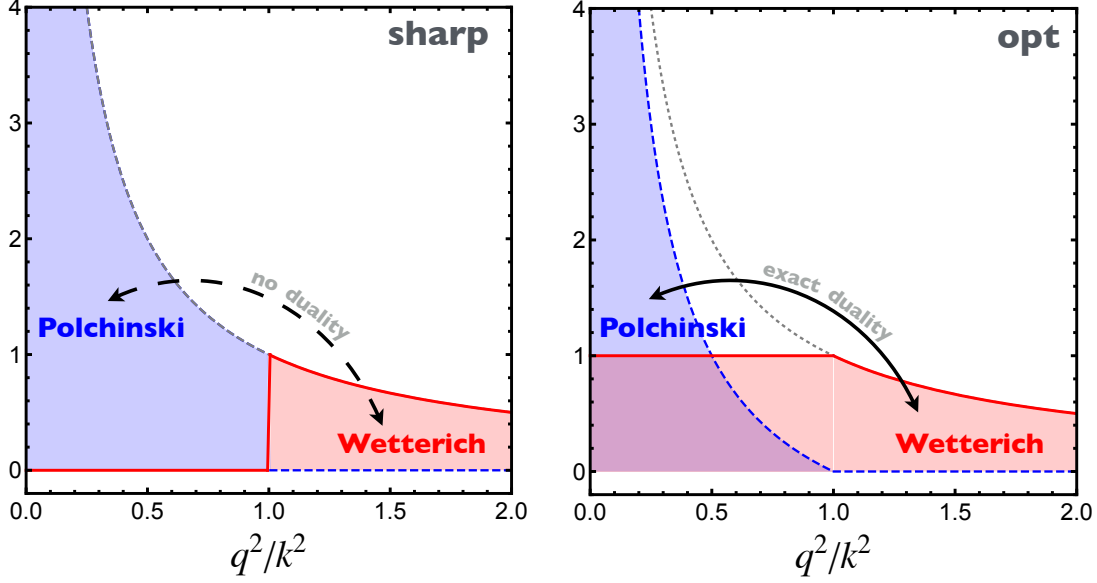 sharp
4
3
2
1
0
no duality
Polchinski
Wetterich
0.0 0.5 1.0 1.5 2.0
q²/k²
opt
4
3
2
1
0
exact duality
Polchinski
Wetterich
0.0 0.5 1.0 1.5 2.0
q²/k²